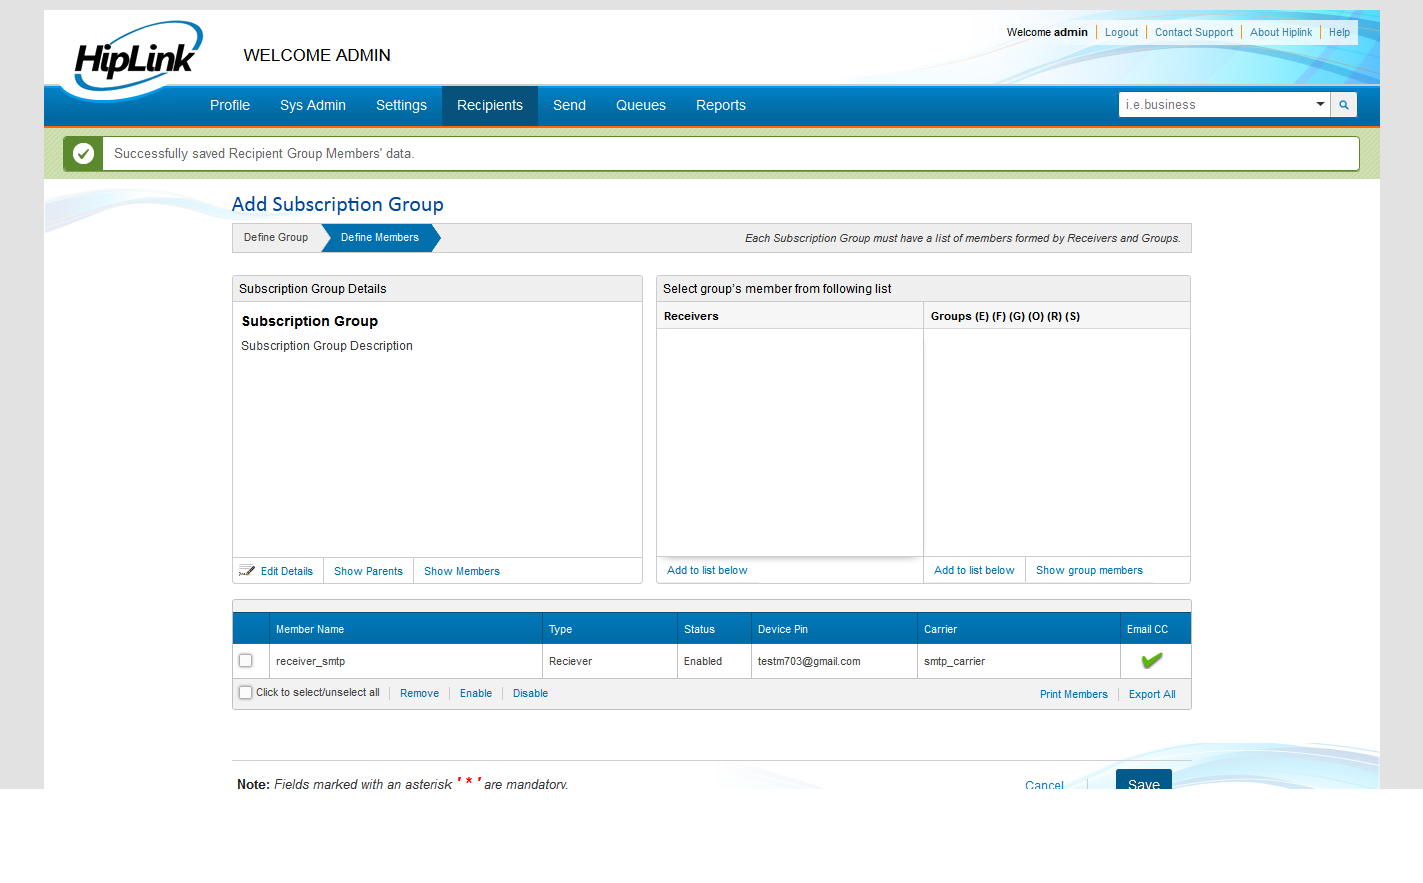 HipLink
WELCOME ADMIN
Welcome admin Logout Contact Support About Hiplink Help
Profile Sys Admin Settings Recipients Send Queues Reports
i.e.business
Successfully saved Recipient Group Members' data.
Add Subscription Group
Define Group Define Members Each Subscription Group must have a list of members formed by Receivers and Groups.
Subscription Group Details Select group's member from following list
Subscription Group Receivers Groups (E) (F) (G) (O) (R) (S)
Subscription Group Description
Edit Details Show Parents Show Members Add to list below Add to list below Show group members
Member Name Type Status Device Pin Carrier Email CC
receiver_smtp Reciever Enabled testm703@gmail.com smtp_carrier
Click to select/unselect all Remove Enable Disable Print Members Export All
Note: Fields marked with an asterisk ' * ' are mandatory. Cancel Save